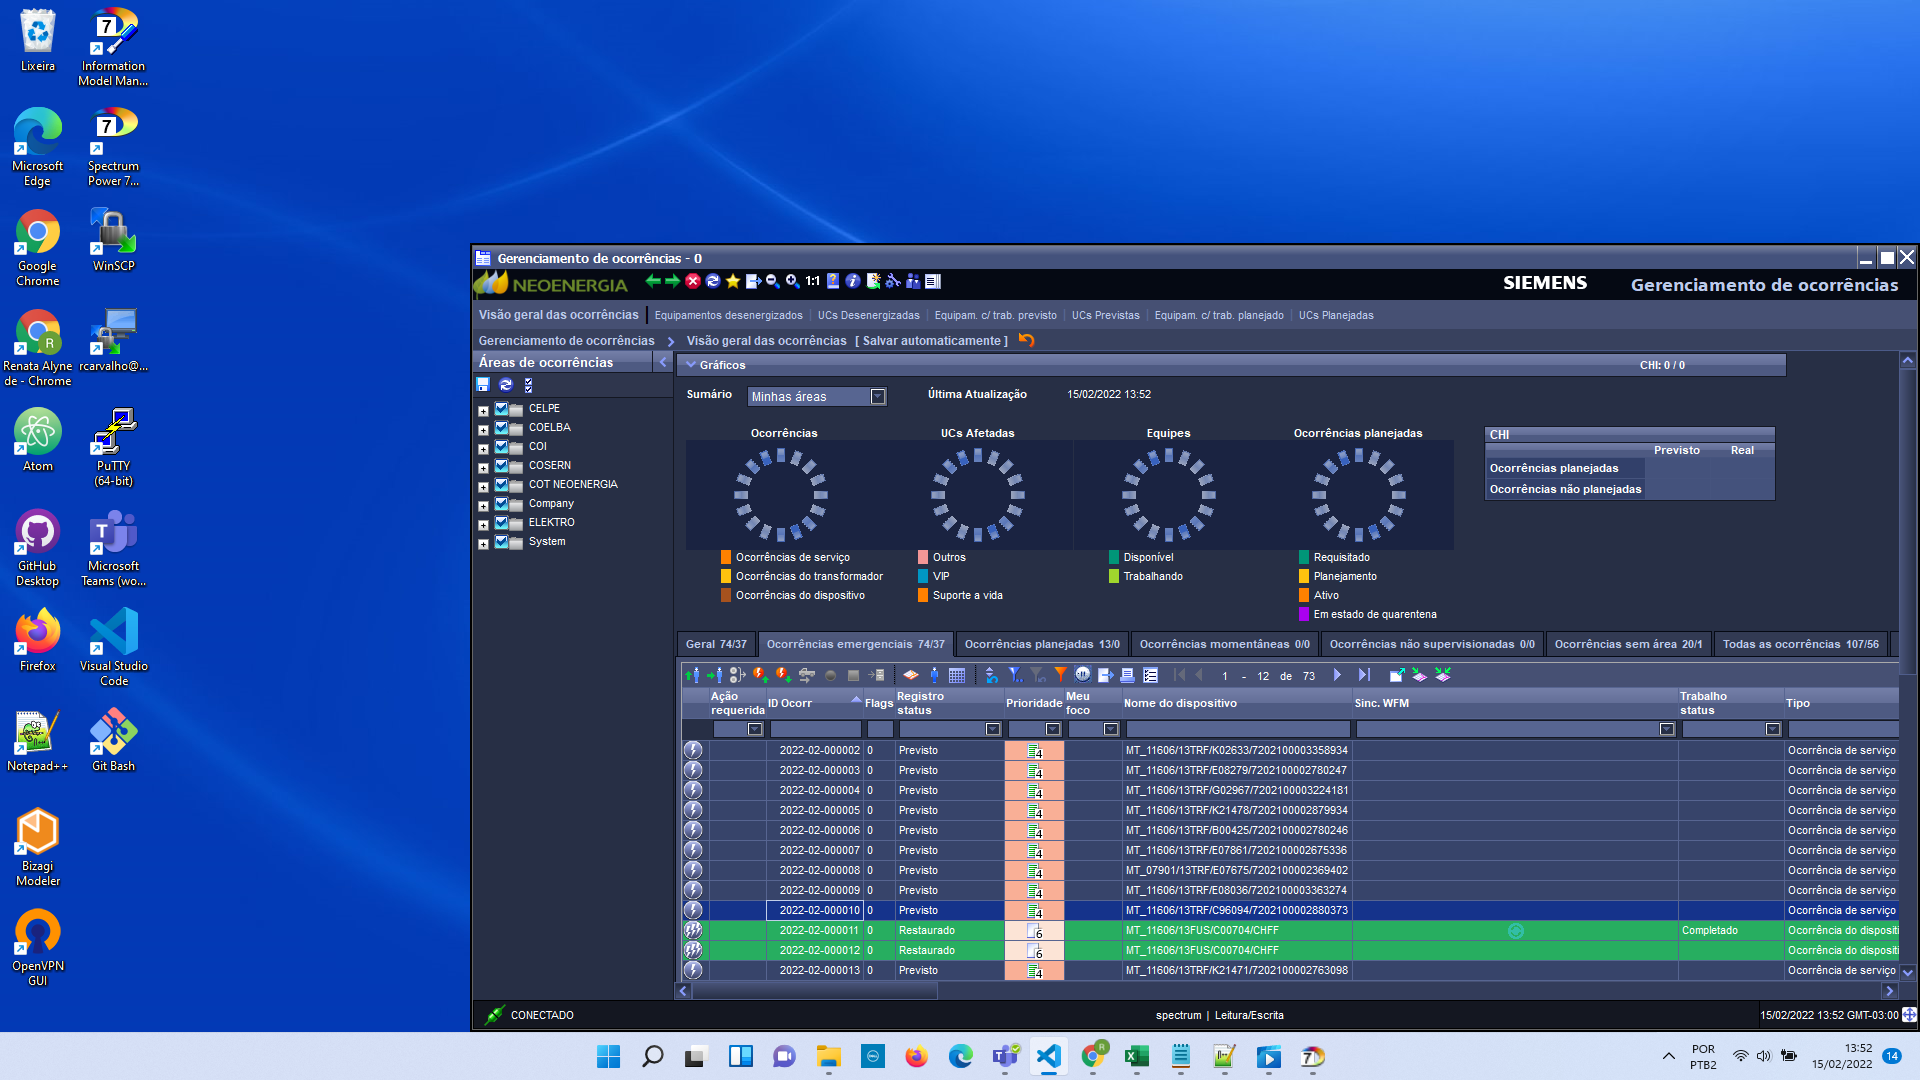 Lixeira
Information
Model Man...
Microsoft
Edge
Spectrum
Power 7...
Google
Chrome
WinSCP
Renata Alyne
de - Chrome
rcarvalho@...
Atom
PuTTY
(64-bit)
GitHub
Desktop
Microsoft
Teams (wo...
Firefox
Visual Studio
Code
Notepad++
Git Bash
Bizagi
Modeler
OpenVPN
GUI
Gerenciamento de ocorrências - 0
NEOENERGIA
1:1
SIEMENS
Gerenciamento de ocorrências
Visão geral das ocorrências | Equipamentos desenergizados | UCs Desenergizadas | Equipam. c/ trab. previsto | UCs Previstas | Equipam. c/ trab. planejado | UCs Planejadas
Gerenciamento de ocorrências > Visão geral das ocorrências [ Salvar automaticamente ]
Áreas de ocorrências
CELPE
COELBA
COI
COSERN
COT NEOENERGIA
Company
ELEKTRO
System
Gráficos
CHI: 0 / 0
Sumário
Minhas áreas
Última Atualização
15/02/2022 13:52
Ocorrências
UCs Afetadas
Equipes
Ocorrências planejadas
CHI
Previsto Real
Ocorrências planejadas
Ocorrências não planejadas
Ocorrências de serviço
Ocorrências do transformador
Ocorrências do dispositivo
Outros
VIP
Suporte a vida
Disponível
Trabalhando
Requisitado
Planejamento
Ativo
Em estado de quarentena
Geral 74/37
Ocorrências emergenciais 74/37
Ocorrências planejadas 13/0
Ocorrências momentâneas 0/0
Ocorrências não supervisionadas 0/0
Ocorrências sem área 20/1
Todas as ocorrências 107/56
1 - 12 de 73
Ação
requerida
ID Ocorr
Flags
Registro
status
Prioridade
Meu
foco
Nome do dispositivo
Sinc. WFM
Trabalho
status
Tipo
2022-02-000002 0 Previsto 4 MT_11606/13TRF/K02633/7202100003358934 Ocorrência de serviço
2022-02-000003 0 Previsto 4 MT_11606/13TRF/E08279/7202100002780247 Ocorrência de serviço
2022-02-000004 0 Previsto 4 MT_11606/13TRF/G02967/7202100003224181 Ocorrência de serviço
2022-02-000005 0 Previsto 4 MT_11606/13TRF/K21478/7202100002879934 Ocorrência de serviço
2022-02-000006 0 Previsto 4 MT_11606/13TRF/B00425/7202100002780246 Ocorrência de serviço
2022-02-000007 0 Previsto 4 MT_11606/13TRF/E07861/7202100002675336 Ocorrência de serviço
2022-02-000008 0 Previsto 4 MT_07901/13TRF/E07675/7202100002369402 Ocorrência de serviço
2022-02-000009 0 Previsto 4 MT_11606/13TRF/E08036/7202100003363274 Ocorrência de serviço
2022-02-000010 0 Previsto 4 MT_11606/13TRF/C96094/7202100002880373 Ocorrência de serviço
2022-02-000011 0 Restaurado 6 MT_11606/13FUS/C00704/CHFF Completado Ocorrência do dispositi
2022-02-000012 0 Restaurado 6 MT_11606/13FUS/C00704/CHFF Ocorrência do dispositi
2022-02-000013 0 Previsto 4 MT_11606/13TRF/K21471/7202100002763098 Ocorrência de serviço
CONECTADO
spectrum | Leitura/Escrita
15/02/2022 13:52 GMT-03:00
POR
PTB2
13:52
15/02/2022
14